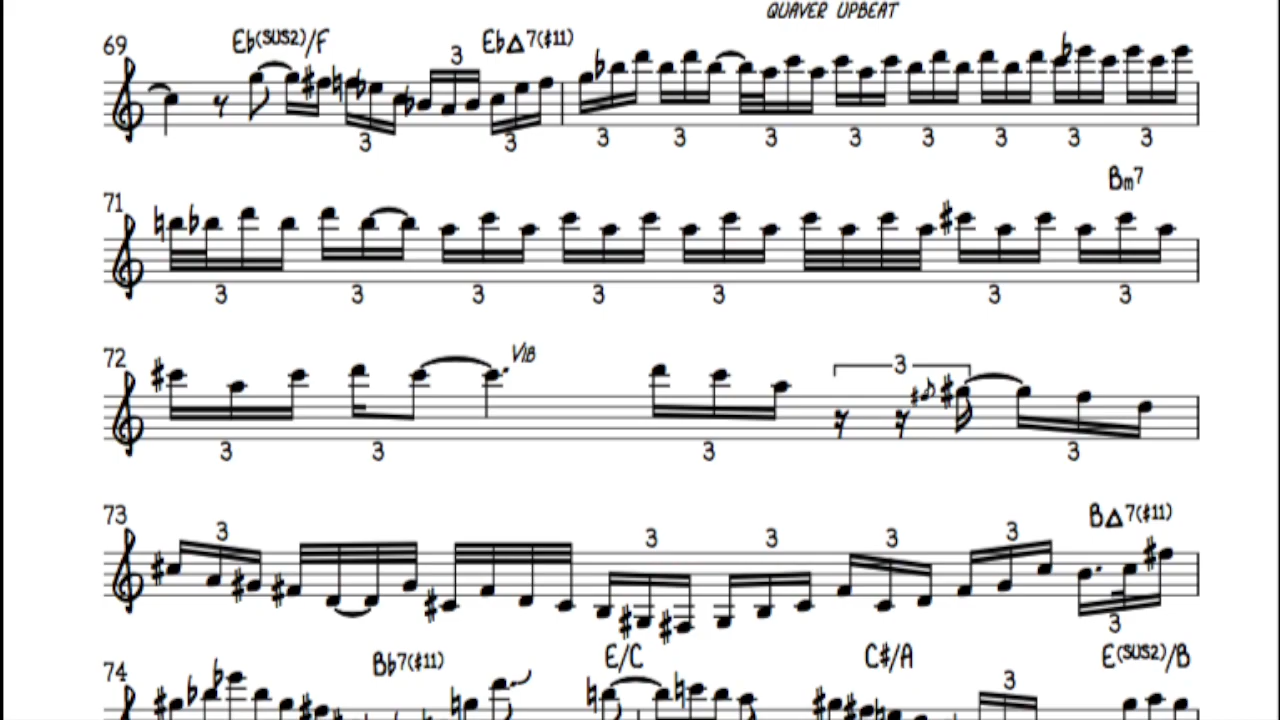 QUAVER UPBEAT
69 Eb(SUS2)/F 3 EbΔ7(#11)
3 3 3 3 3 3 3 3 3 3
71 Bm7
3 3 3 3 3 3 3
72 VIB 3
3 3 3 3
73 3 3 3 3 3 BΔ7(#11)
3
74 Bb7(#11) E/C C#/A 3 E(SUS2)/B